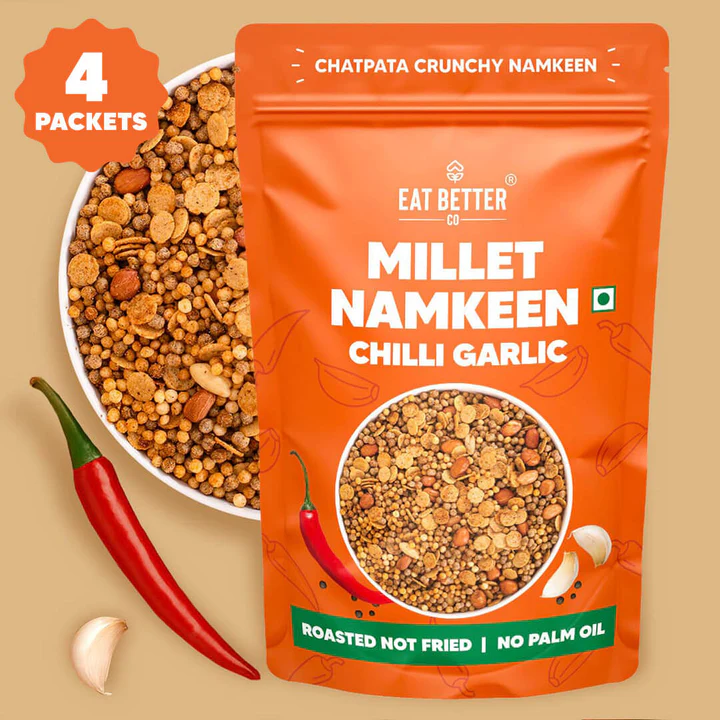 4
PACKETS
CHATPATA CRUNCHY NAMKEEN
EAT BETTER®
CO
MILLET
NAMKEEN
CHILLI GARLIC
ROASTED NOT FRIED | NO PALM OIL